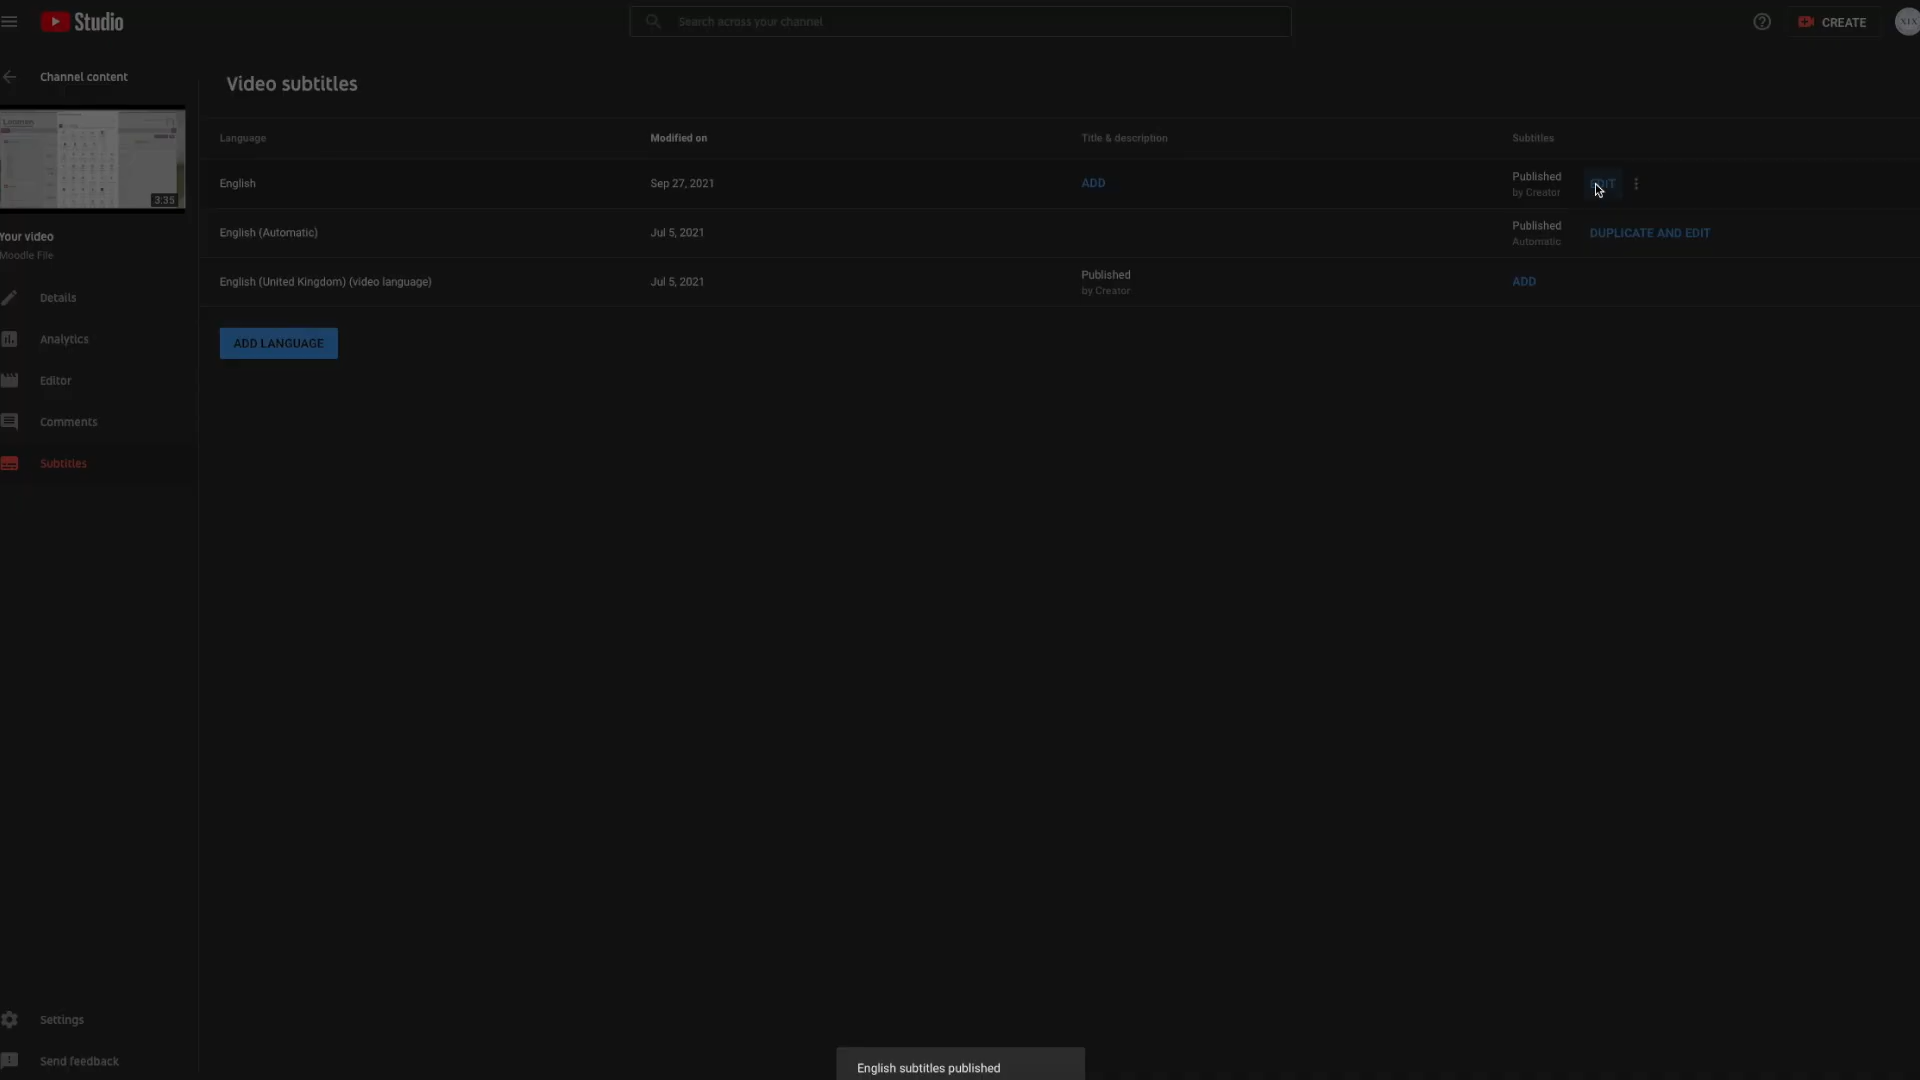 Studio
Search across your channel
CREATE
XIX
Channel content
3:35
Your video
Moodle File
Details
Analytics
Editor
Comments
Subtitles
Settings
Send feedback
Video subtitles
Language Modified on Title & description Subtitles
English Sep 27, 2021 ADD Published by Creator EDIT
English (Automatic) Jul 5, 2021 Published Automatic DUPLICATE AND EDIT
English (United Kingdom) (video language) Jul 5, 2021 Published by Creator ADD
ADD LANGUAGE
English subtitles published